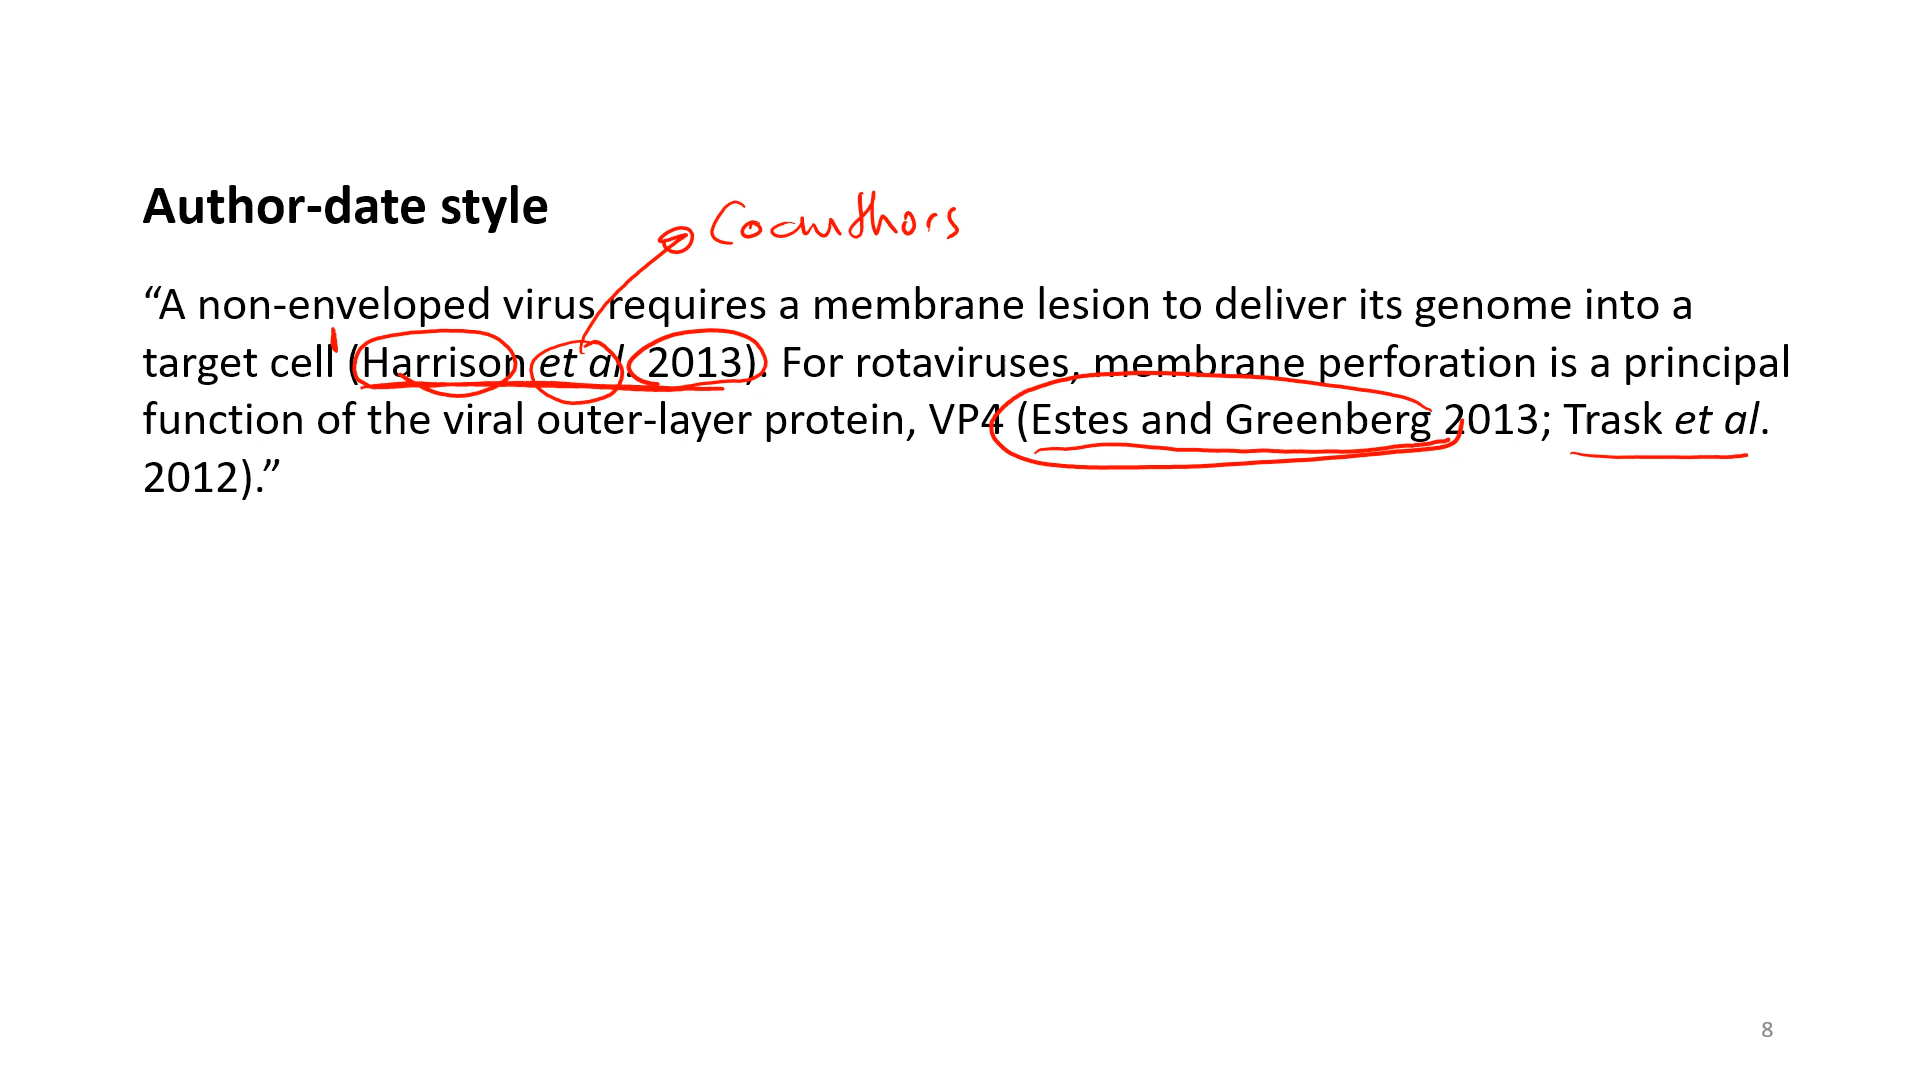 Author-date style
Coauthors
“A non-enveloped virus requires a membrane lesion to deliver its genome into a
target cell (Harrison et al. 2013). For rotaviruses, membrane perforation is a principal
function of the viral outer-layer protein, VP4 (Estes and Greenberg 2013; Trask et al.
2012).”
8